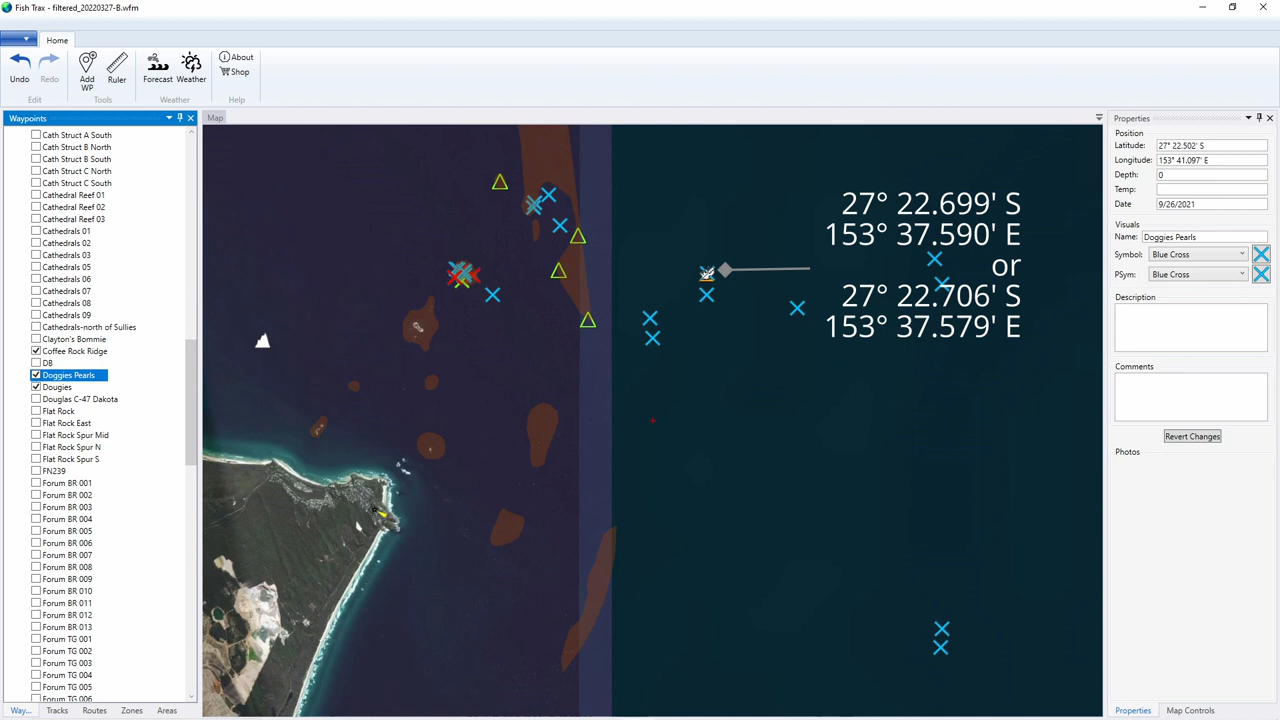 Fish Trax - filtered_20220327-B.wfm
Home
Undo
Redo
Add WP
Ruler
Forecast
Weather
About
Shop
Edit
Tools
Weather
Help
Waypoints
Cath Struct A South
Cath Struct B North
Cath Struct B South
Cath Struct C North
Cath Struct C South
Cathedral Reef 01
Cathedral Reef 02
Cathedral Reef 03
Cathedrals 01
Cathedrals 02
Cathedrals 03
Cathedrals 05
Cathedrals 06
Cathedrals 07
Cathedrals 08
Cathedrals 09
Cathedrals-north of Sullies
Clayton's Bommie
Coffee Rock Ridge
DB
Doggies Pearls
Dougies
Douglas C-47 Dakota
Flat Rock
Flat Rock East
Flat Rock Spur Mid
Flat Rock Spur N
Flat Rock Spur S
FN239
Forum BR 001
Forum BR 002
Forum BR 003
Forum BR 004
Forum BR 005
Forum BR 006
Forum BR 007
Forum BR 008
Forum BR 009
Forum BR 010
Forum BR 011
Forum BR 012
Forum BR 013
Forum TG 001
Forum TG 002
Forum TG 003
Forum TG 004
Forum TG 005
Forum TG 006
Way...
Tracks
Routes
Zones
Areas
Map
27° 22.699' S
153° 37.590' E
or
27° 22.706' S
153° 37.579' E
Properties
Position
Latitude: 27° 22.502' S
Longitude: 153° 41.097' E
Depth: 0
Temp:
Date 9/26/2021
Visuals
Name: Doggies Pearls
Symbol: Blue Cross
PSym: Blue Cross
Description
Comments
Revert Changes
Photos
Properties
Map Controls